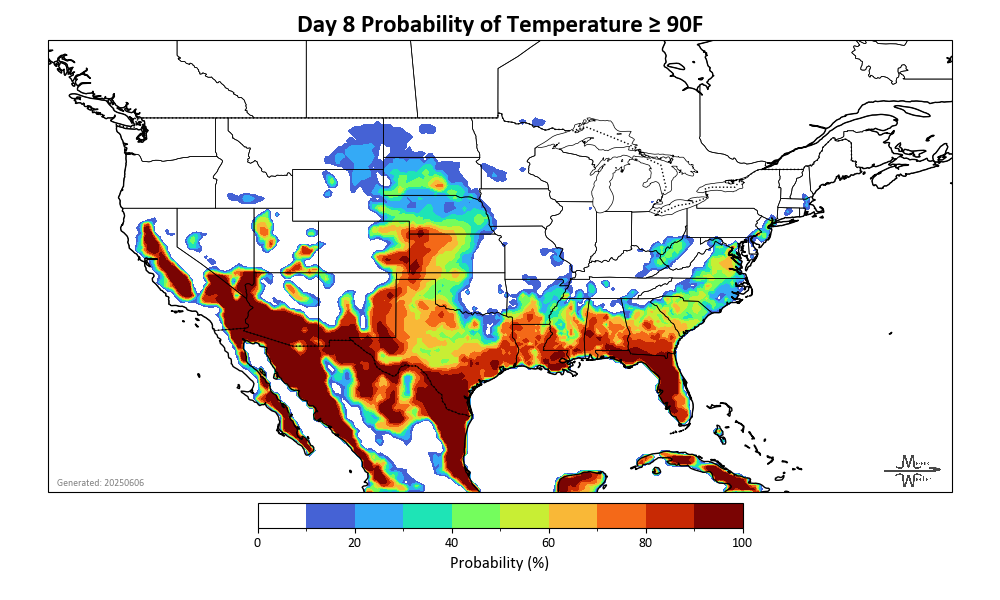 Day 8 Probability of Temperature ≥ 90F
Generated: 20250606
0 20 40 60 80 100
Probability (%)